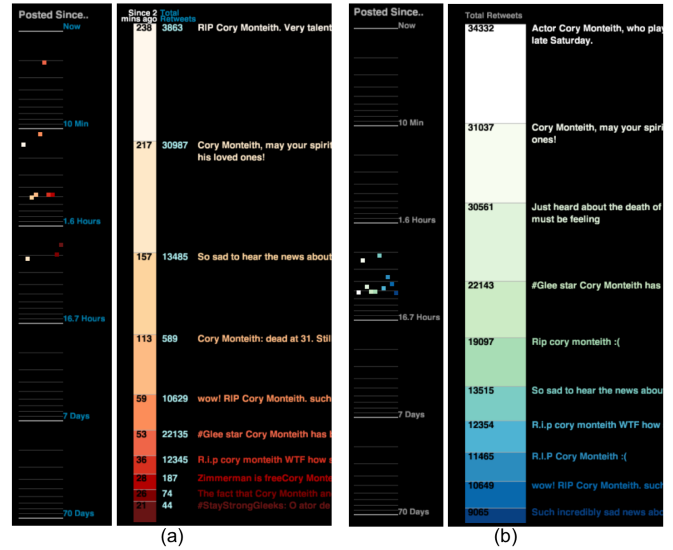 Posted Since..
Now
10 Min
1.6 Hours
16.7 Hours
7 Days
70 Days
Since 2 Total
mins ago Retweets
238 3863 RIP Cory Monteith. Very talent
217 30987 Cory Monteith, may your spiri
his loved ones!
157 13485 So sad to hear the news about
113 589 Cory Monteith: dead at 31. Stil
59 10629 wow! RIP Cory Monteith. such
53 22135 #Glee star Cory Monteith has b
36 12345 R.i.p cory monteith WTF how s
28 187 Zimmerman is freeCory Monte
26 74 The fact that Cory Monteith an
21 44 #StayStrongGleeks: O ator de
(a)
Posted Since..
Now
10 Min
1.6 Hours
16.7 Hours
7 Days
70 Days
Total Retweets
34332 Actor Cory Monteith, who play
late Saturday.
31037 Cory Monteith, may your spiri
ones!
30561 Just heard about the death of
must be feeling
22143 #Glee star Cory Monteith has
19097 Rip cory monteith :(
13515 So sad to hear the news abou
12354 R.i.p cory monteith WTF how
11465 R.I.P Cory Monteith :(
10649 wow! RIP Cory Monteith. such
9065 Such incredibly sad news abo
(b)